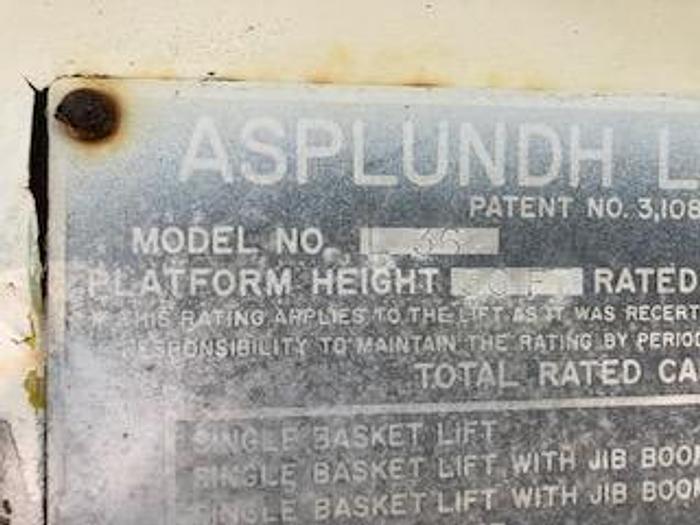 ASPLUNDH L
PATENT NO. 3,108
MODEL NO.
PLATFORM HEIGHT RATED
THIS RATING APPLIES TO THE LIFT AS IT WAS RECERT
RESPONSIBILITY TO MAINTAIN THE RATING BY PERIOD
TOTAL RATED CA
SINGLE BASKET LIFT
SINGLE BASKET LIFT WITH JIB BOOM
SINGLE BASKET LIFT WITH JIB BOOM